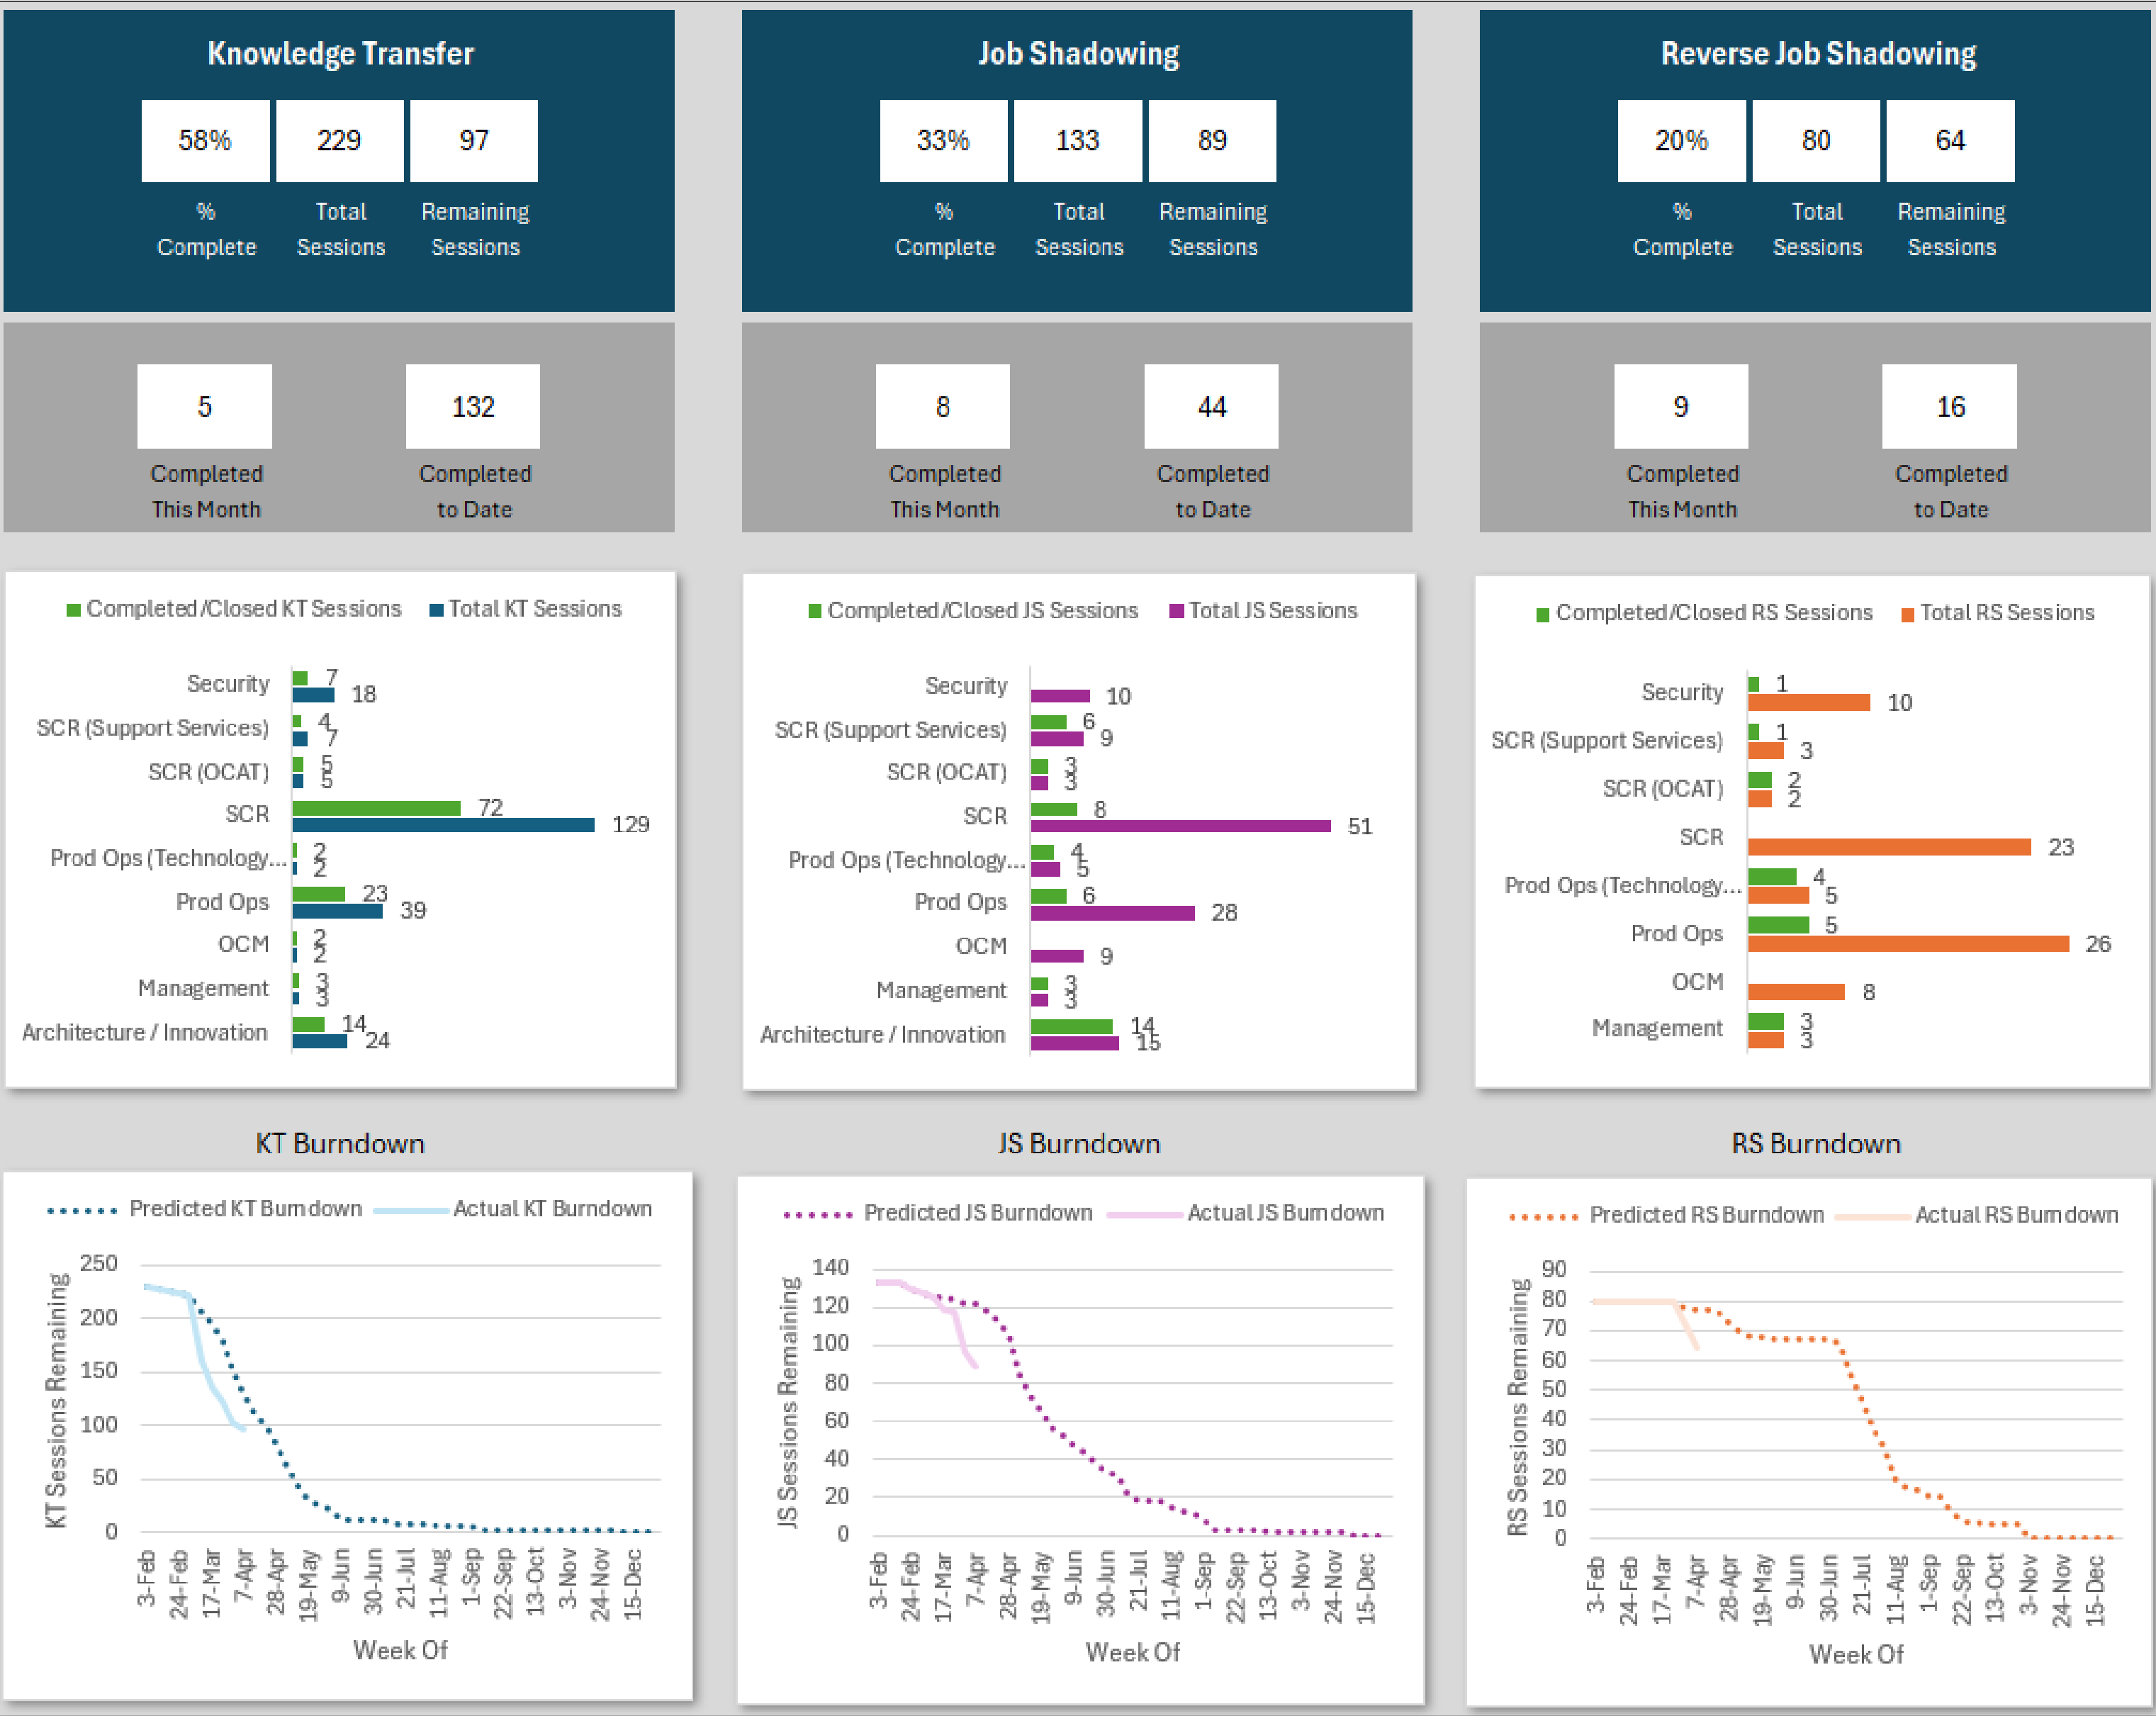 Knowledge Transfer
58% 229 97
% Total Remaining
Complete Sessions Sessions
5 132
Completed Completed
This Month to Date
Job Shadowing
33% 133 89
% Total Remaining
Complete Sessions Sessions
8 44
Completed Completed
This Month to Date
Reverse Job Shadowing
20% 80 64
% Total Remaining
Complete Sessions Sessions
9 16
Completed Completed
This Month to Date
Completed/Closed KT Sessions Total KT Sessions
Security 7
18
SCR (Support Services) 4
7
SCR (OCAT) 5
5
SCR 72
129
Prod Ops (Technology... 2
2
Prod Ops 23
39
OCM 2
2
Management 3
3
Architecture / Innovation 14
24
Completed/Closed JS Sessions Total JS Sessions
Security 10
SCR (Support Services) 6
9
SCR (OCAT) 3
3
SCR 8
51
Prod Ops (Technology... 4
5
Prod Ops 6
28
OCM 9
Management 3
3
Architecture / Innovation 14
15
Completed/Closed RS Sessions Total RS Sessions
Security 1
10
SCR (Support Services) 1
3
SCR (OCAT) 2
2
SCR 23
Prod Ops (Technology... 4
5
Prod Ops 5
26
OCM 8
Management 3
3
KT Burndown
Predicted KT Burndown Actual KT Burndown
KT Sessions Remaining
250
200
150
100
50
0
3-Feb 24-Feb 17-Mar 7-Apr 28-Apr 19-May 9-Jun 30-Jun 21-Jul 11-Aug 1-Sep 22-Sep 13-Oct 3-Nov 24-Nov 15-Dec
Week Of
JS Burndown
Predicted JS Burndown Actual JS Burndown
JS Sessions Remaining
140
120
100
80
60
40
20
0
3-Feb 24-Feb 17-Mar 7-Apr 28-Apr 19-May 9-Jun 30-Jun 21-Jul 11-Aug 1-Sep 22-Sep 13-Oct 3-Nov 24-Nov 15-Dec
Week Of
RS Burndown
Predicted RS Burndown Actual RS Burndown
RS Sessions Remaining
90
80
70
60
50
40
30
20
10
0
3-Feb 24-Feb 17-Mar 7-Apr 28-Apr 19-May 9-Jun 30-Jun 21-Jul 11-Aug 1-Sep 22-Sep 13-Oct 3-Nov 24-Nov 15-Dec
Week Of